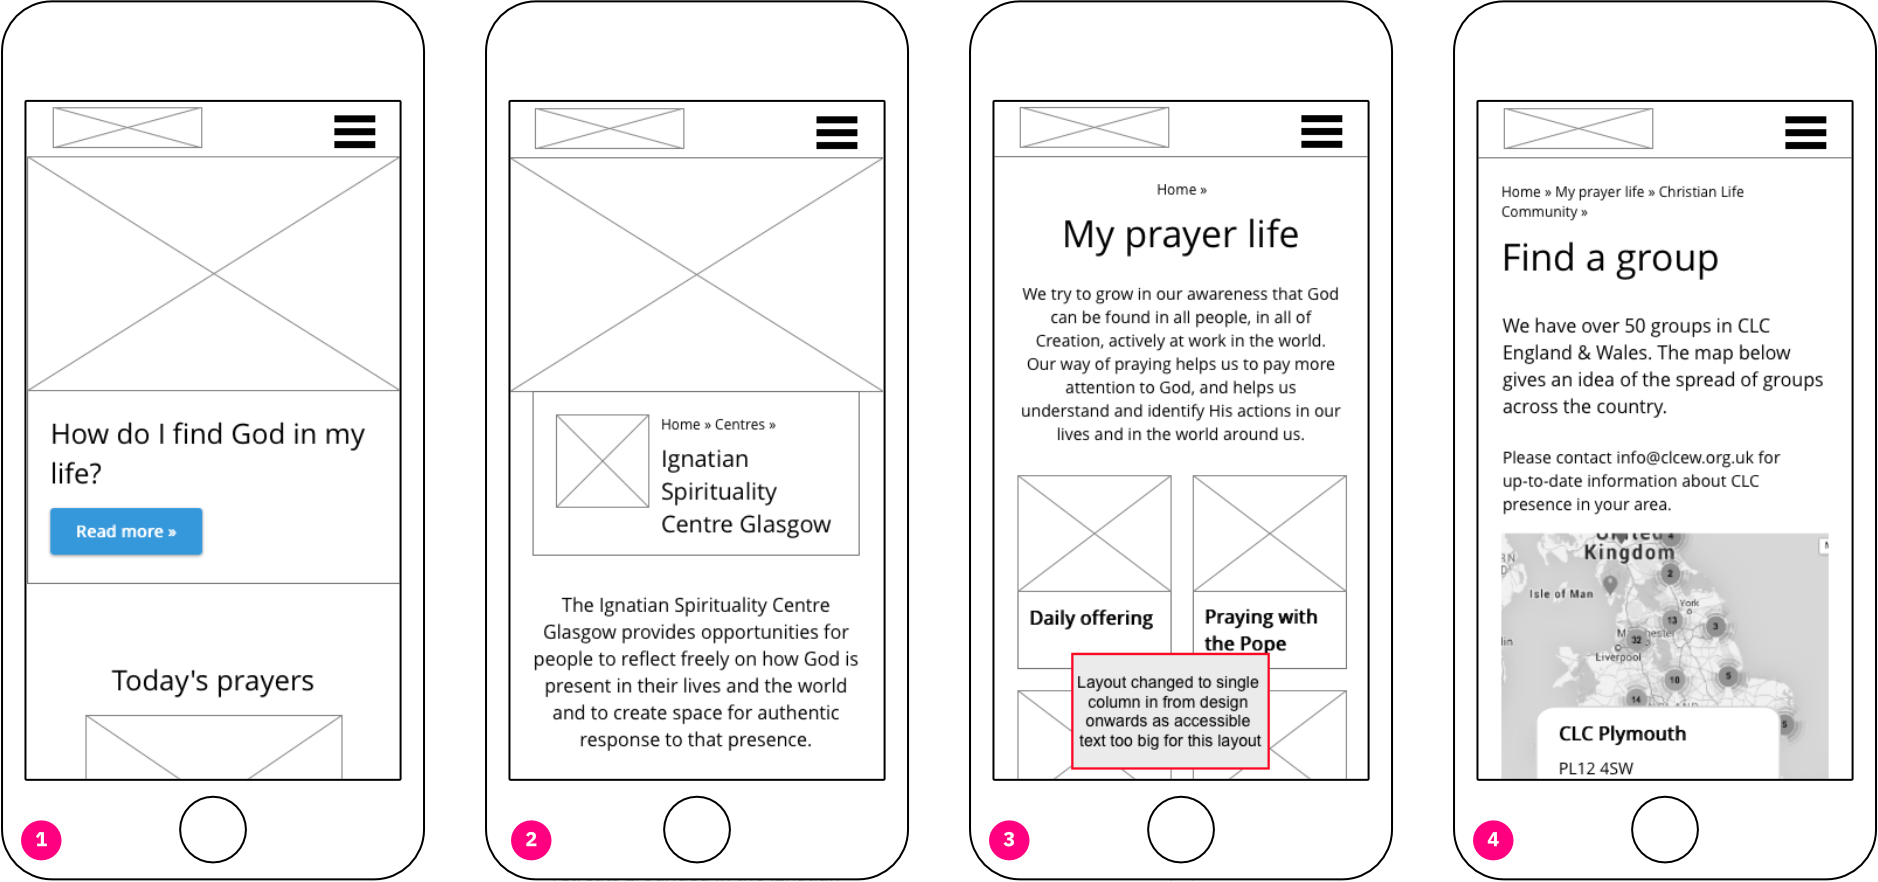 How do I find God in my
life?
Read more »
Today's prayers
1
Home » Centres »
Ignatian
Spirituality
Centre Glasgow
The Ignatian Spirituality Centre
Glasgow provides opportunities for
people to reflect freely on how God is
present in their lives and the world
and to create space for authentic
response to that presence.
2
Home »
My prayer life
We try to grow in our awareness that God
can be found in all people, in all of
Creation, actively at work in the world.
Our way of praying helps us to pay more
attention to God, and helps us
understand and identify His actions in our
lives and in the world around us.
Daily offering
Praying with
the Pope
Layout changed to single
column in from design
onwards as accessible
text too big for this layout
3
Home » My prayer life » Christian Life
Community »
Find a group
We have over 50 groups in CLC
England & Wales. The map below
gives an idea of the spread of groups
across the country.
Please contact info@clcew.org.uk for
up-to-date information about CLC
presence in your area.
United
Kingdom
4
2
Isle of Man
York
13
3
32
Liverpool
10
5
14
5
CLC Plymouth
PL12 4SW
4